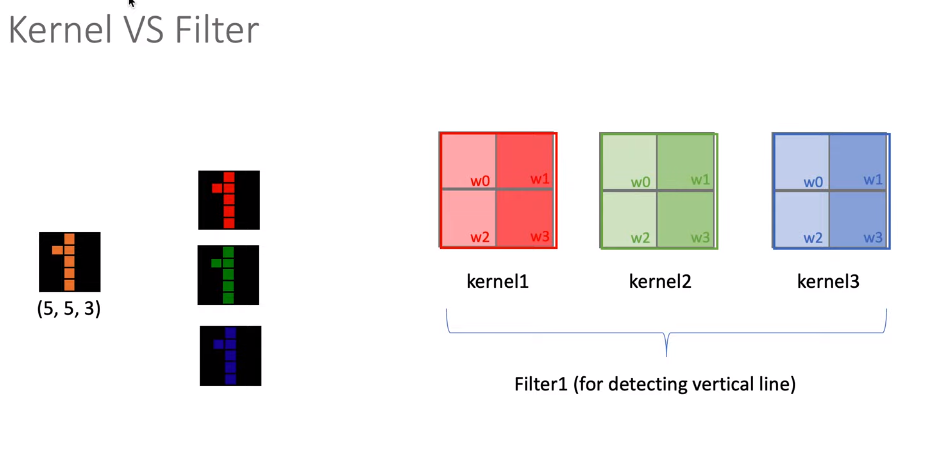 Kernel VS Filter
(5, 5, 3)
w0 w1
w2 w3
kernel1
w0 w1
w2 w3
kernel2
w0 w1
w2 w3
kernel3
Filter1 (for detecting vertical line)